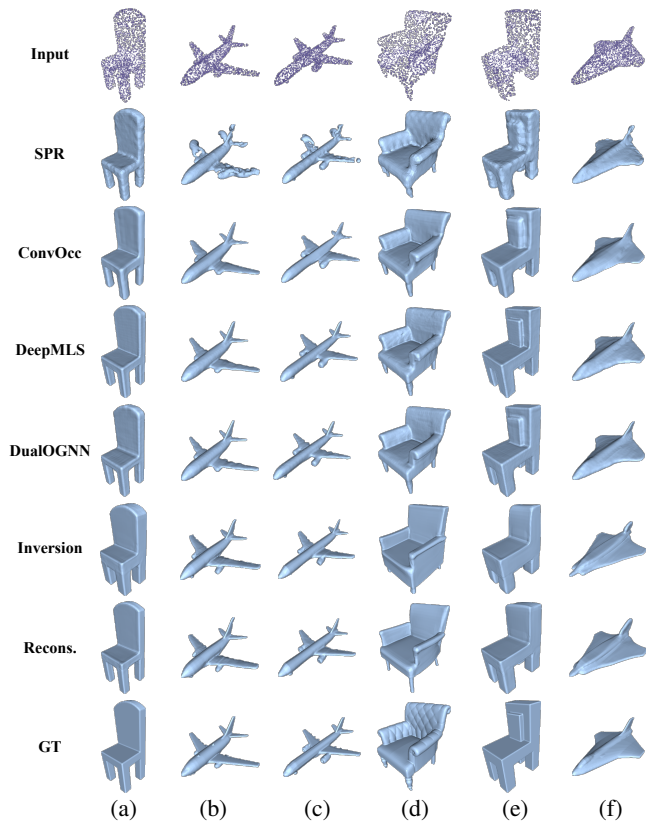 Input
SPR
ConvOcc
DeepMLS
DualOGNN
Inversion
Recons.
GT
(a) (b) (c) (d) (e) (f)